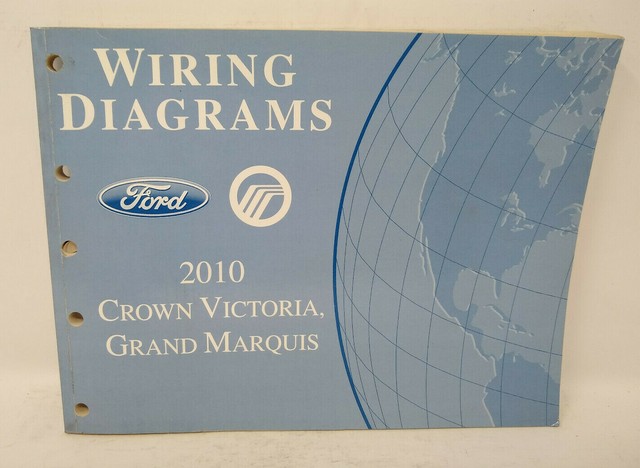 WIRING
DIAGRAMS
Ford
2010
CROWN VICTORIA,
GRAND MARQUIS